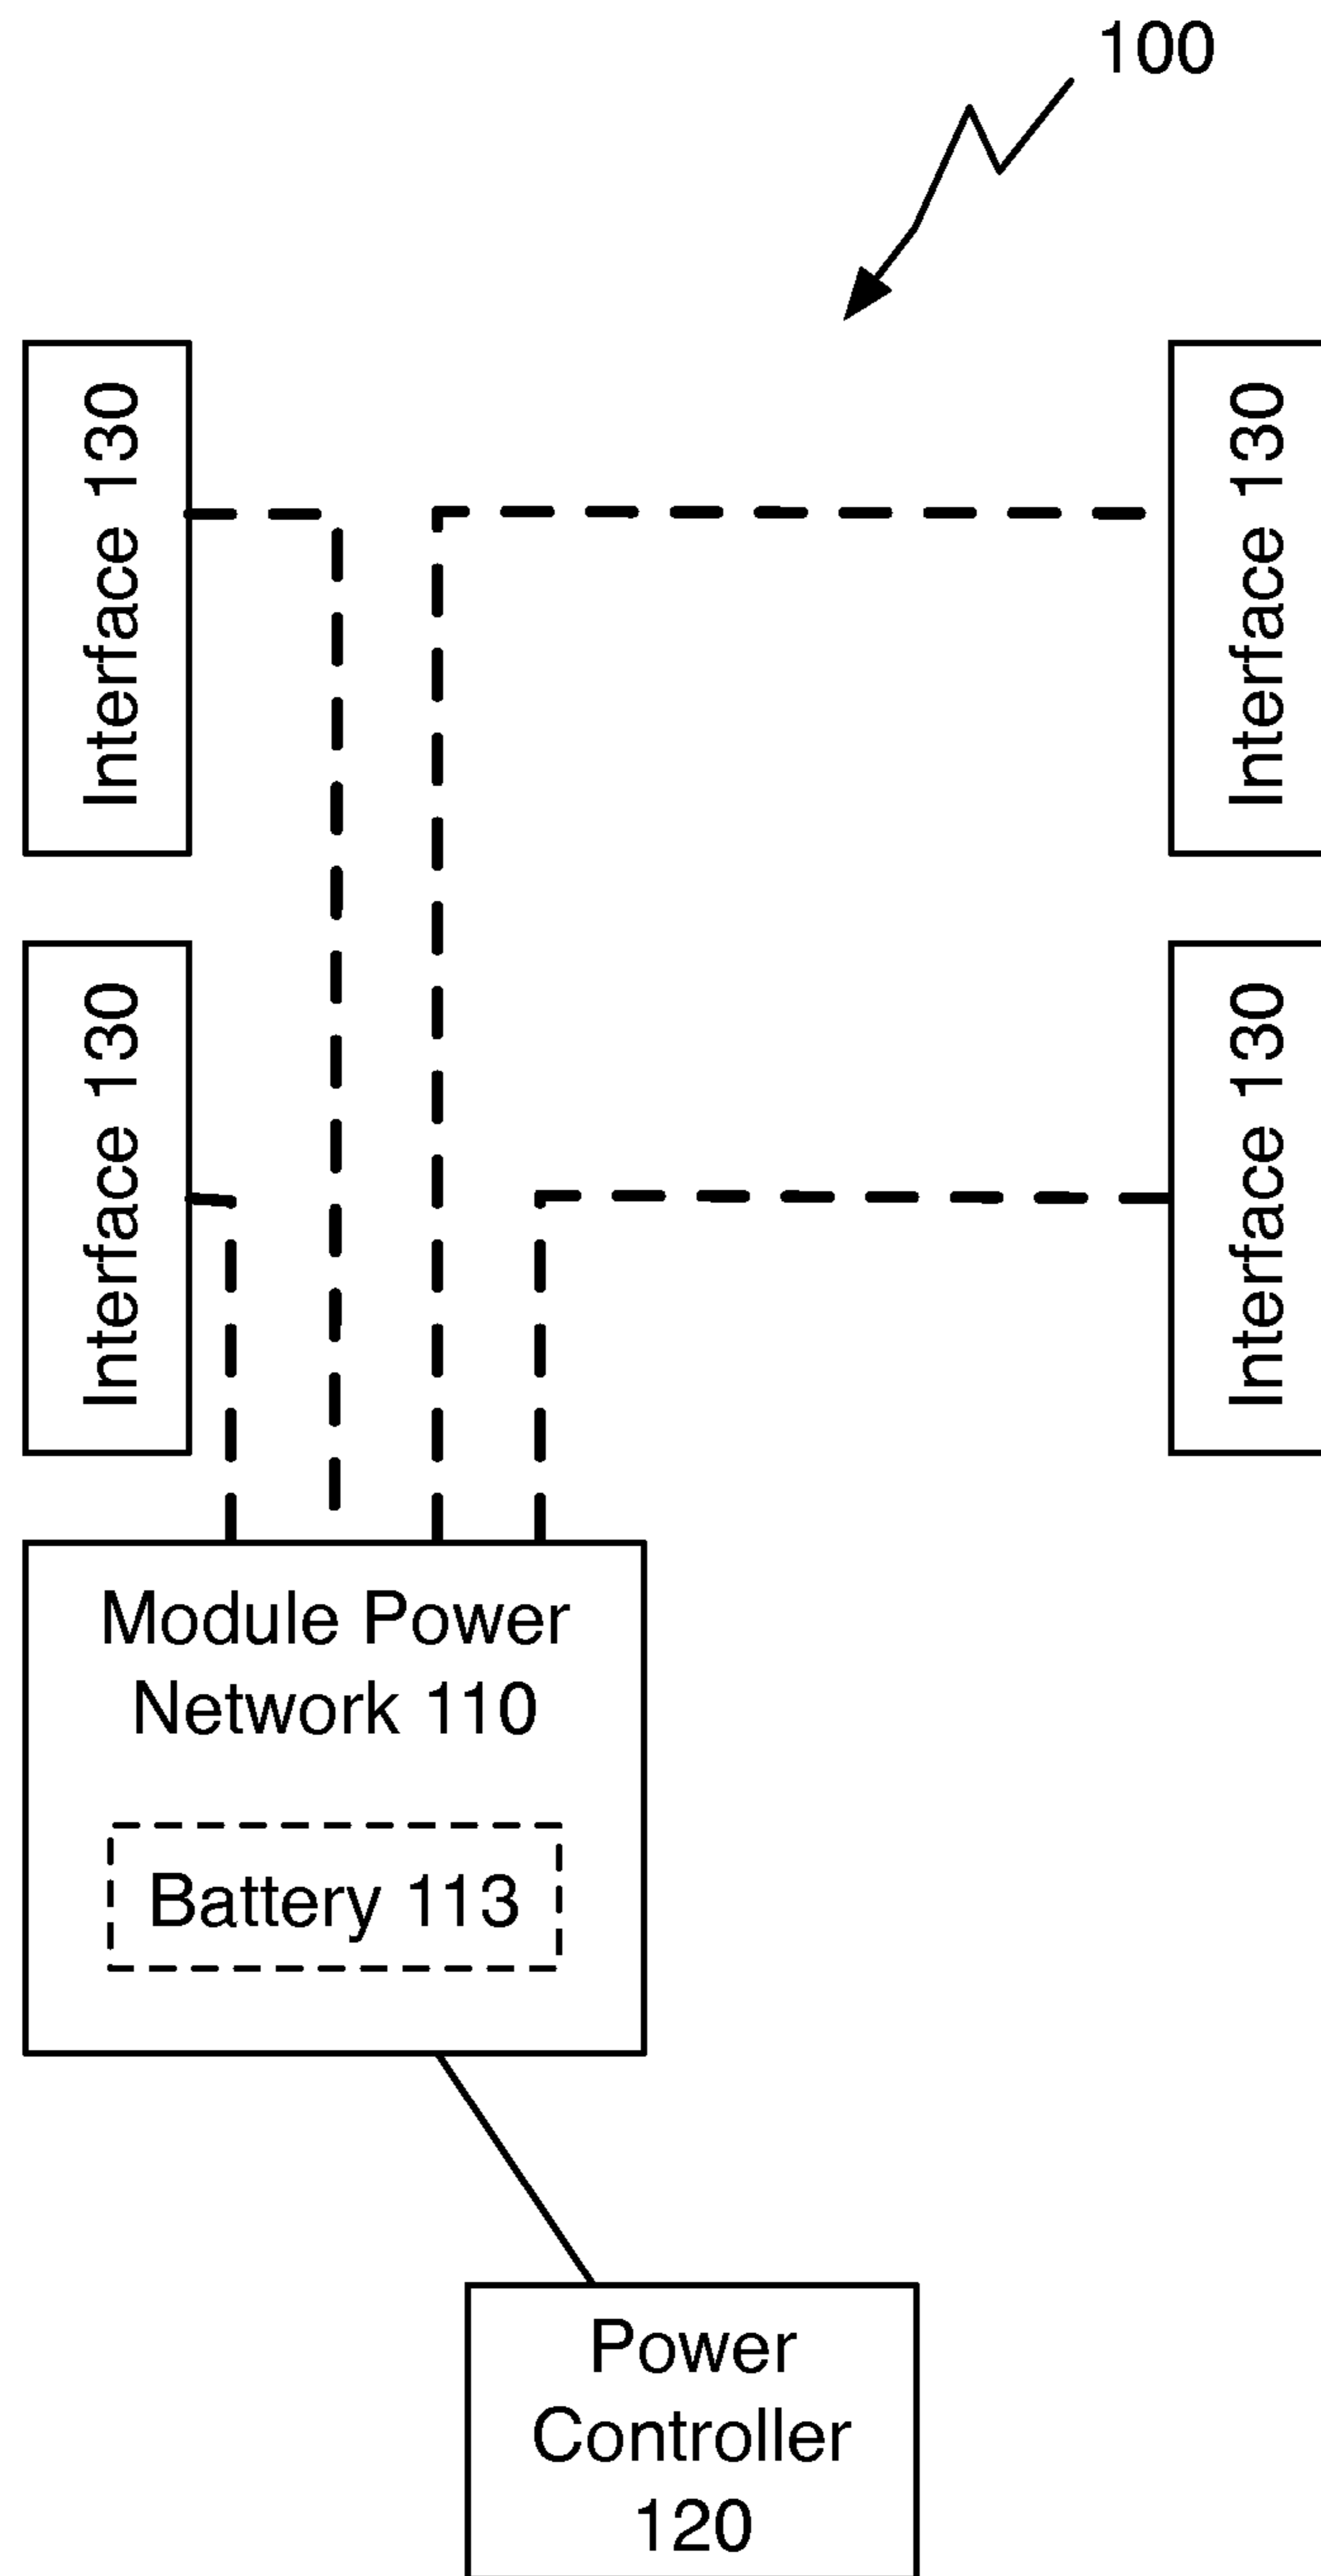 100
Interface 130
Interface 130
Interface 130
Interface 130
Module Power
Network 110
Battery 113
Power
Controller
120